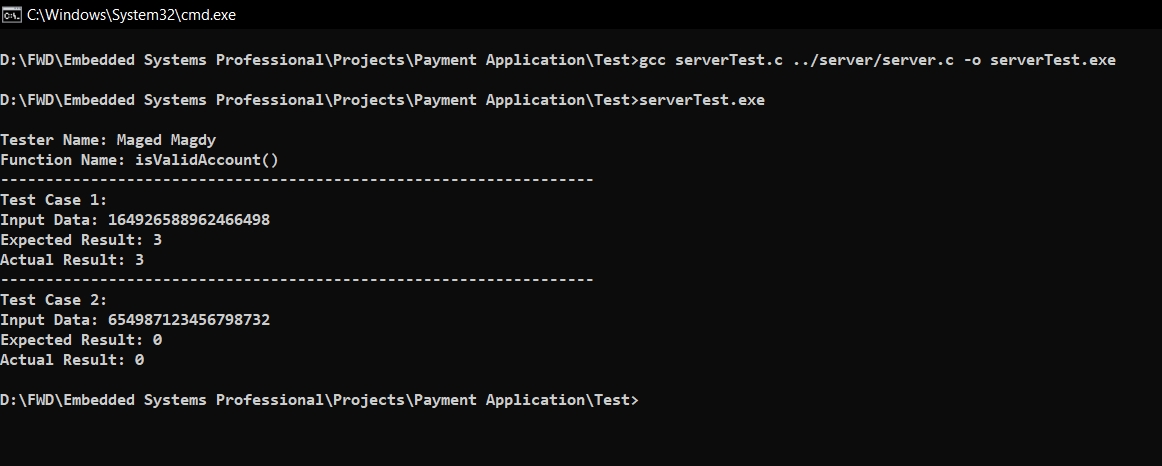 C:\Windows\System32\cmd.exe
D:\FWD\Embedded Systems Professional\Projects\Payment Application\Test>gcc serverTest.c ../server/server.c -o serverTest.exe
D:\FWD\Embedded Systems Professional\Projects\Payment Application\Test>serverTest.exe
Tester Name: Maged Magdy
Function Name: isValidAccount()
------------------------------------------------------------------
Test Case 1:
Input Data: 164926588962466498
Expected Result: 3
Actual Result: 3
------------------------------------------------------------------
Test Case 2:
Input Data: 654987123456798732
Expected Result: 0
Actual Result: 0
D:\FWD\Embedded Systems Professional\Projects\Payment Application\Test>